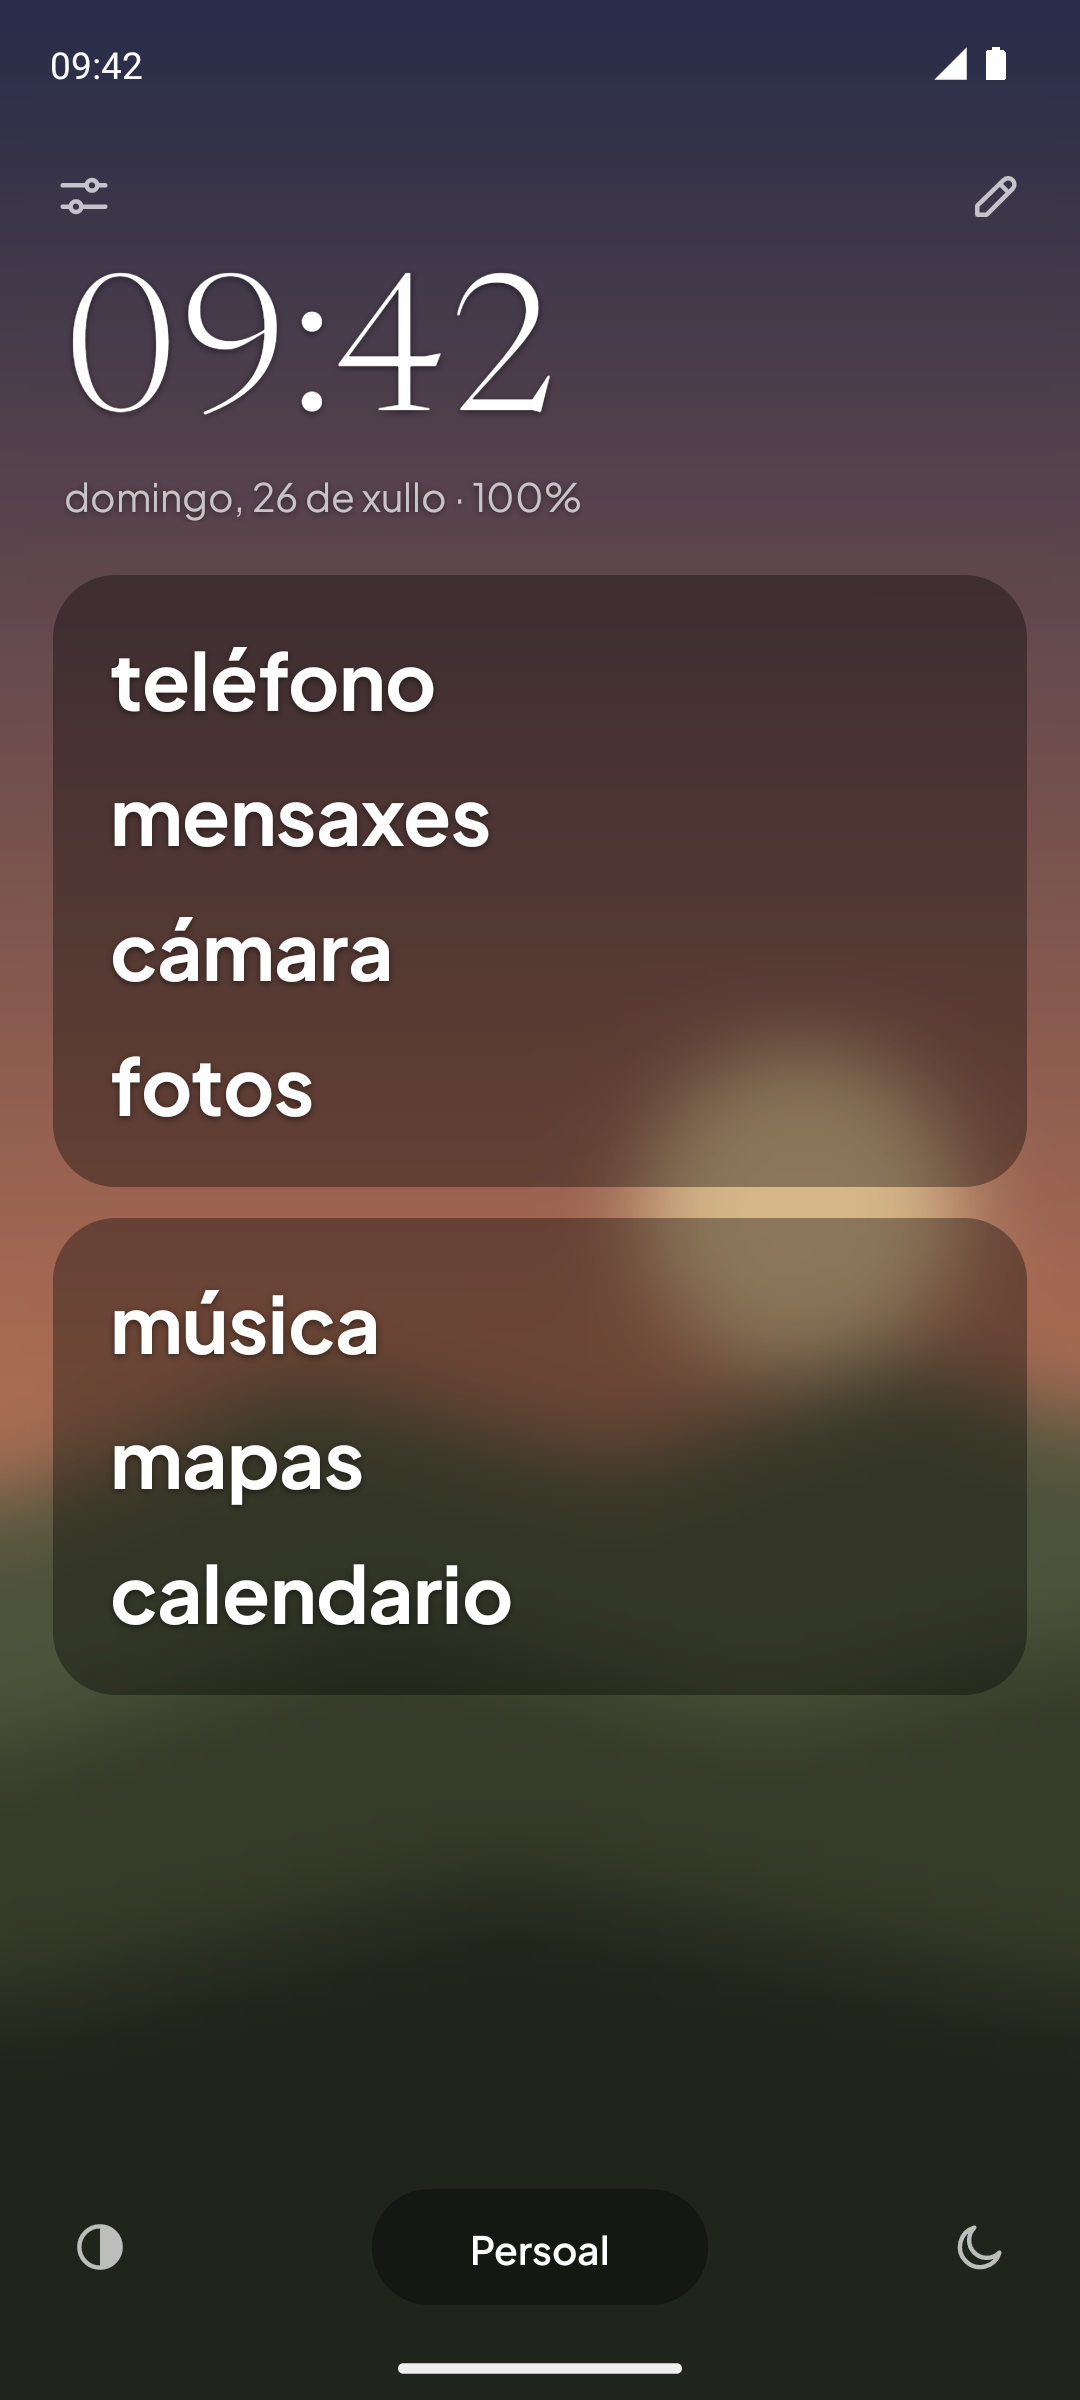 09:42
09:42
domingo, 26 de xullo · 100%
teléfono
mensaxes
cámara
fotos
música
mapas
calendario
Persoal